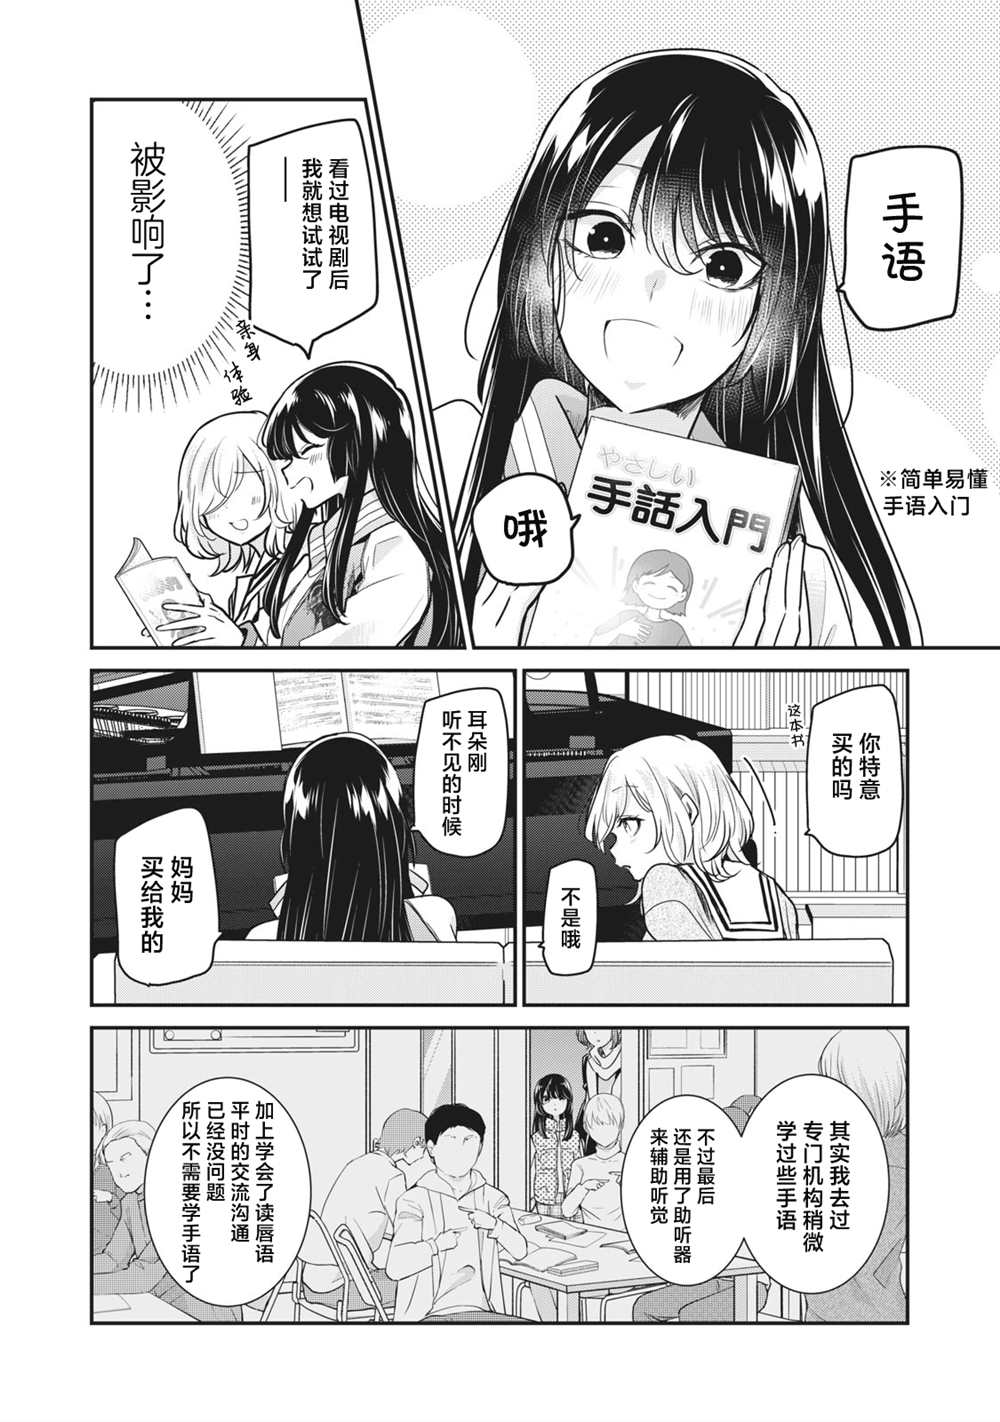 手语
やさしい
手話入門
※简单易懂
手语入门
哦
看过电视剧后
我就想试试了
——
被影响了…
亲身
体验
你特意
买的吗
这本书
不是哦
耳朵刚
听不见的时候
妈妈
买给我的
其实我去过
专门机构稍微
学过些手语
不过最后
还是用了助听器
来辅助听觉
加上学会了读唇语
平时的交流沟通
已经没问题
所以不需要学手语了